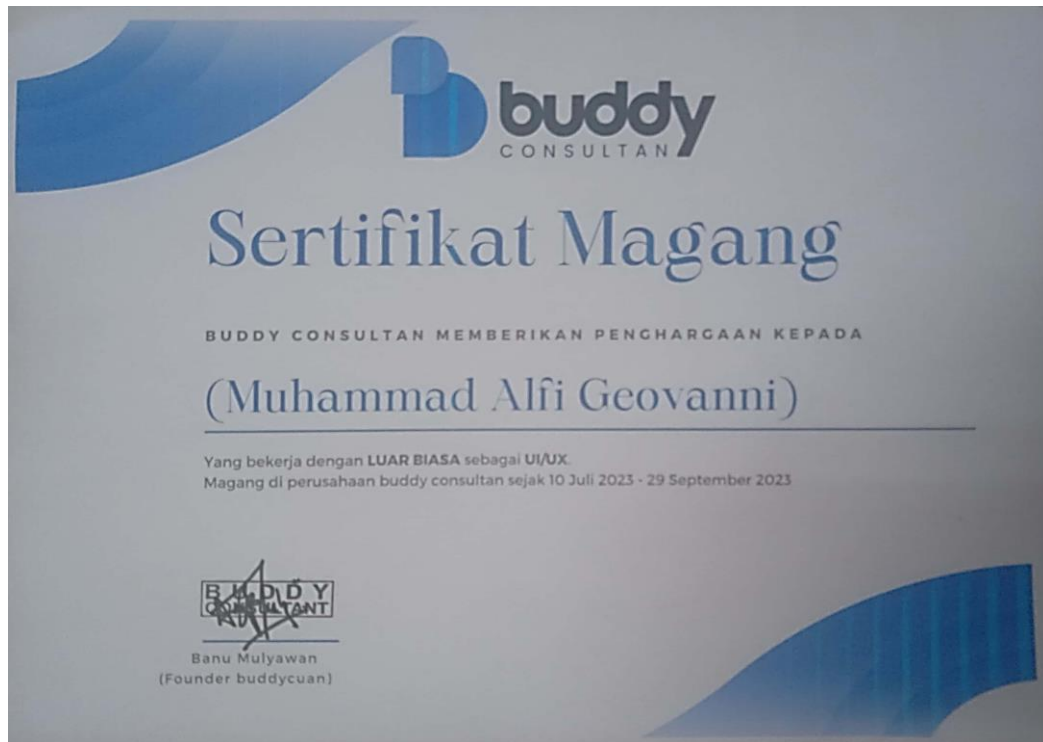 buddy
CONSULTAN
Sertifikat Magang
BUDDY CONSULTAN MEMBERIKAN PENGHARGAAN KEPADA
(Muhammad Alfi Geovanni)
Yang bekerja dengan LUAR BIASA sebagai UI/UX.
Magang di perusahaan buddy consultan sejak 10 Juli 2023 - 29 September 2023
BUDDY
CONSULTANT
Banu Mulyawan
(Founder buddycuan)